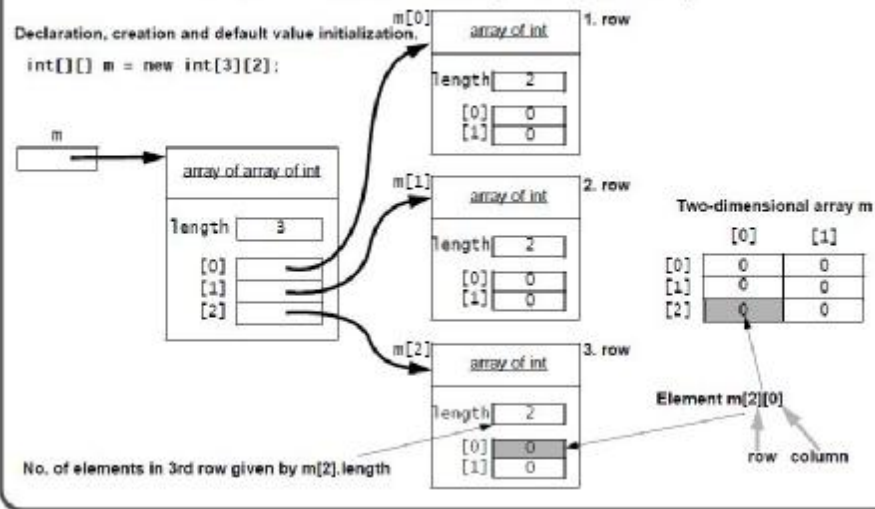 Declaration, creation and default value initialization.
int[][] m = new int[3][2];
m
array of array of int
length 3
[0]
[1]
[2]
m[0]
array of int
1. row
length 2
[0] 0
[1] 0
m[1]
array of int
2. row
length 2
[0] 0
[1] 0
m[2]
array of int
3. row
length 2
[0] 0
[1] 0
No. of elements in 3rd row given by m[2].length
Two-dimensional array m
[0] [1]
[0] 0 0
[1] 0 0
[2] 0 0
Element m[2][0]
row column